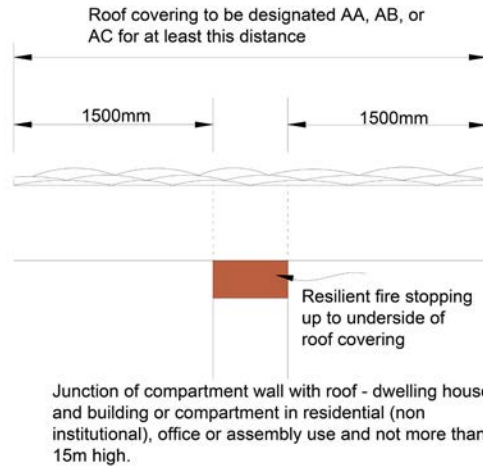 Roof covering to be designated AA, AB, or
AC for at least this distance
1500mm
1500mm
Resilient fire stopping
up to underside of
roof covering
Junction of compartment wall with roof - dwelling house
and building or compartment in residential (non
institutional), office or assembly use and not more than
15m high.